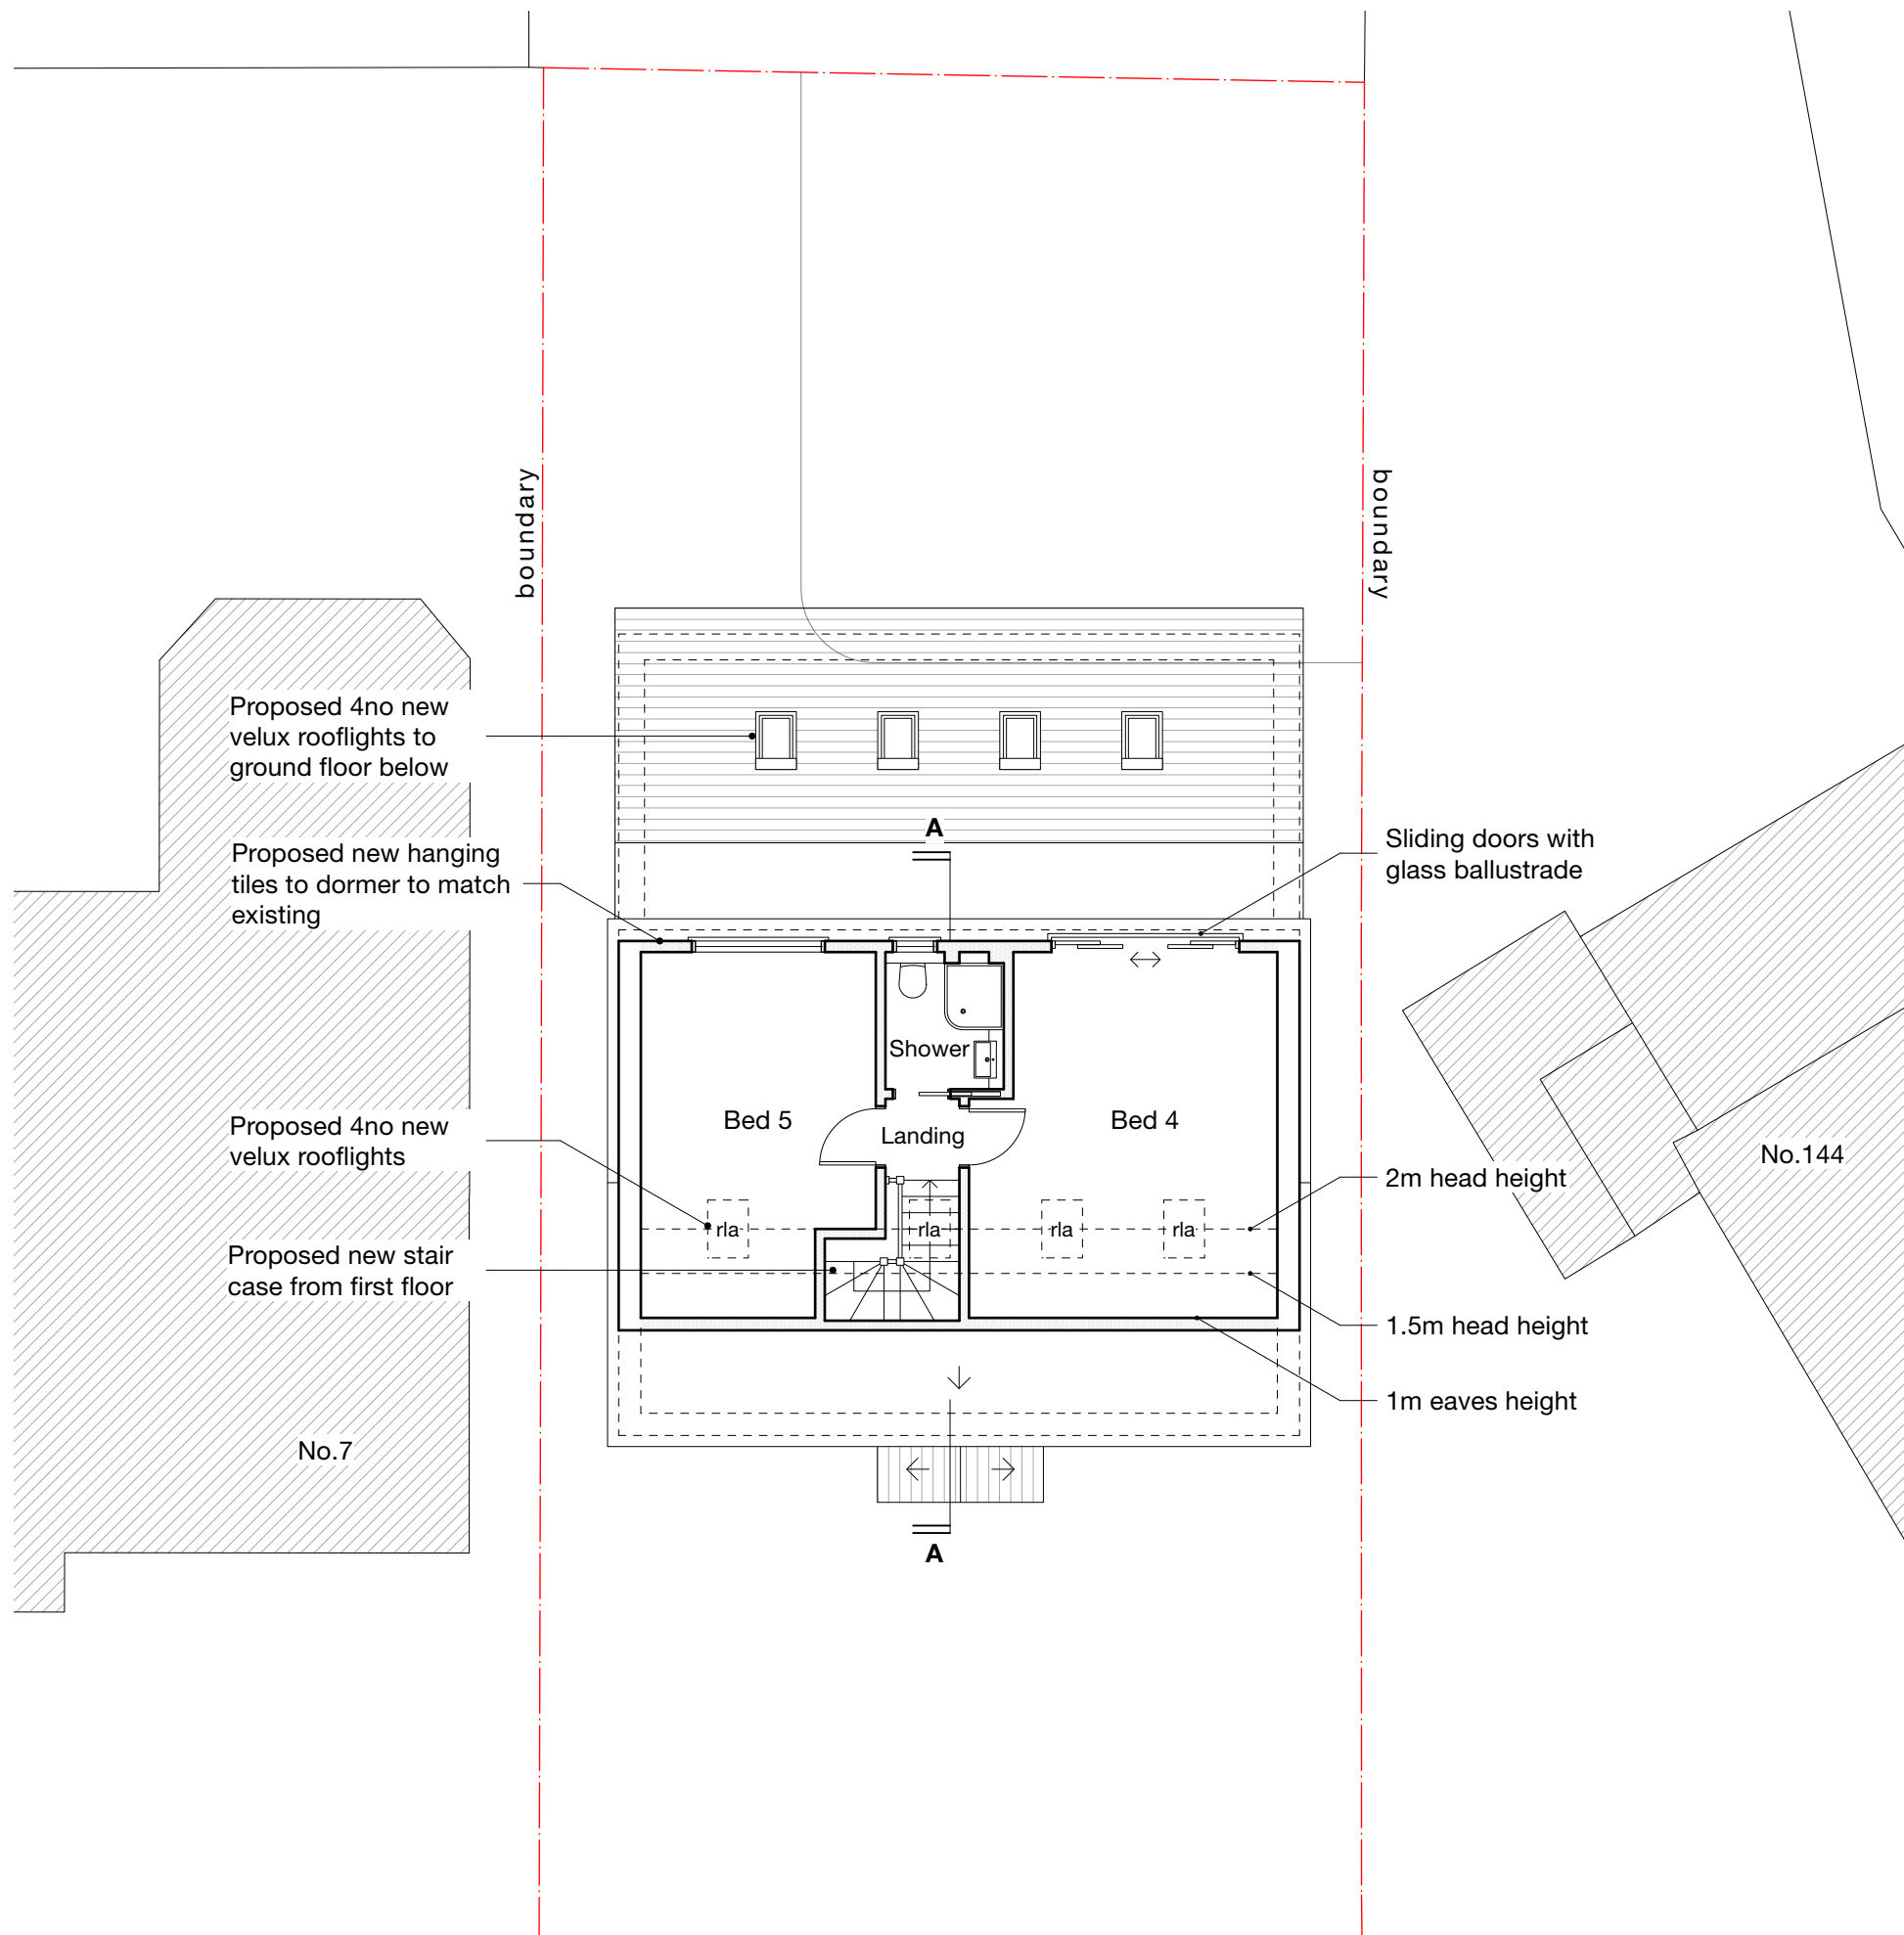 boundary
boundary
Proposed 4no new
velux rooflights to
ground floor below
A
Proposed new hanging
tiles to dormer to match
existing
Sliding doors with
glass ballustrade
Shower
Bed 5
Bed 4
Landing
Proposed 4no new
velux rooflights
No.144
2m head height
rla
rla
rla
rla
Proposed new stair
case from first floor
1.5m head height
1m eaves height
No.7
A